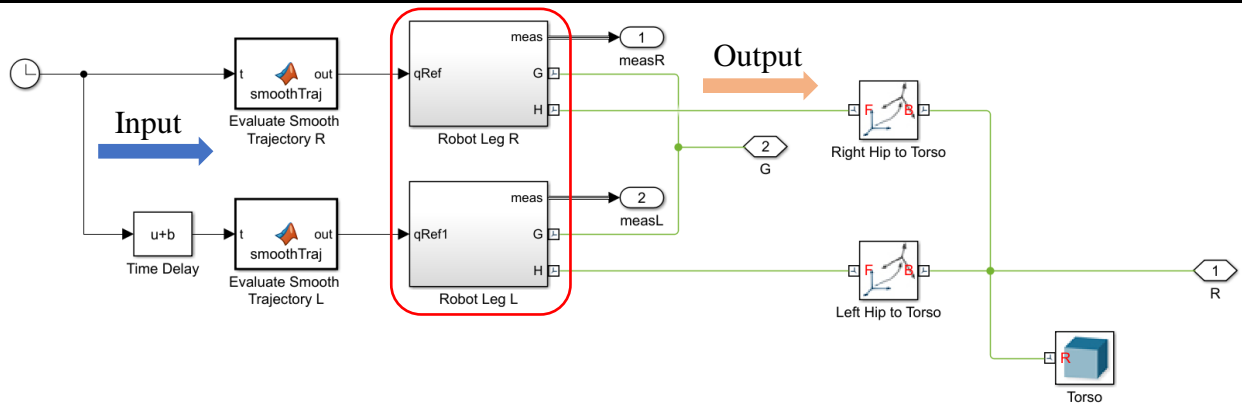 Input
Output
t
out
smoothTraj
Evaluate Smooth
Trajectory R
qRef
meas
G
H
Robot Leg R
1
measR
F
B
Right Hip to Torso
2
G
u+b
Time Delay
t
out
smoothTraj
Evaluate Smooth
Trajectory L
qRef1
meas
G
H
Robot Leg L
2
measL
F
B
Left Hip to Torso
1
R
R
Torso